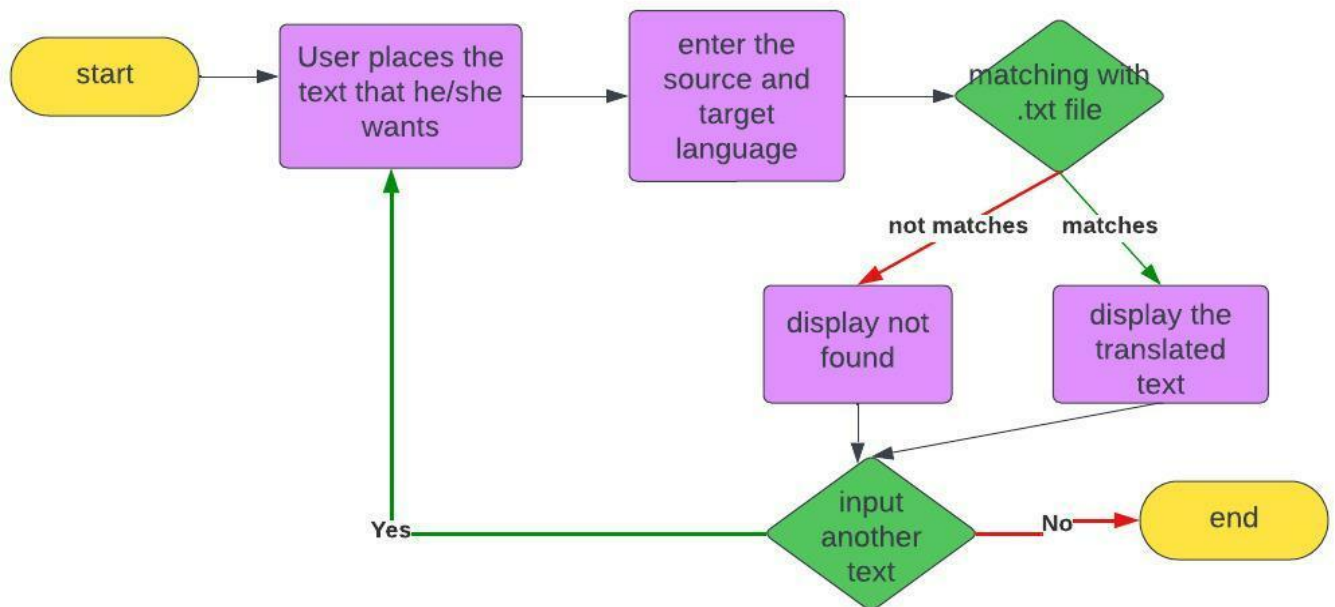 start
User places the
text that he/she
wants
enter the
source and
target
language
matching with
.txt file
not matches
matches
display not
found
display the
translated
text
input
another
text
Yes
No
end